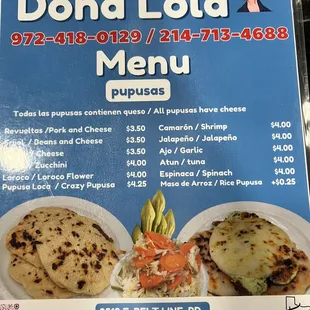 Doña Lola
972-418-0129 / 214-713-4688
Menu
pupusas
Todas las pupusas contienen queso / All pupusas have cheese
Revueltas /Pork and Cheese $3.50
/ Beans and Cheese $3.50
/ Cheese $3.50
/ Zucchini $4.00
Loroco / Loroco Flower $4.00
Pupusa Loca / Crazy Pupusa $4.25
Camarón / Shrimp $4.00
Jalapeño / Jalapeño $4.00
Ajo / Garlic $4.00
Atun / tuna $4.00
Espinaca / Spinach $4.00
Masa de Arroz / Rice Pupusa +$0.25
E. BELT LINE RD